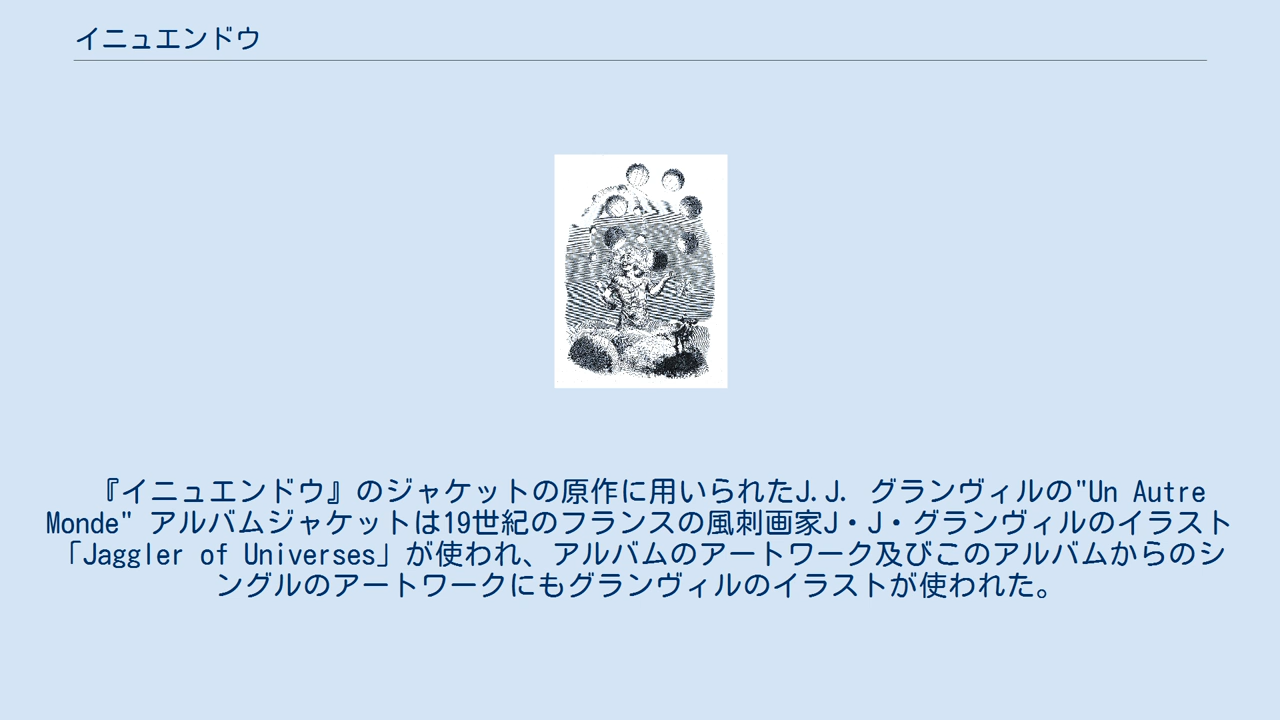 イニュエンドウ
『イニュエンドウ』のジャケットの原作に用いられたJ.J. グランヴィルの"Un Autre
Monde" アルバムジャケットは19世紀のフランスの風刺画家J・J・グランヴィルのイラスト
「Jaggler of Universes」が使われ、アルバムのアートワーク及びこのアルバムからのシ
ングルのアートワークにもグランヴィルのイラストが使われた。